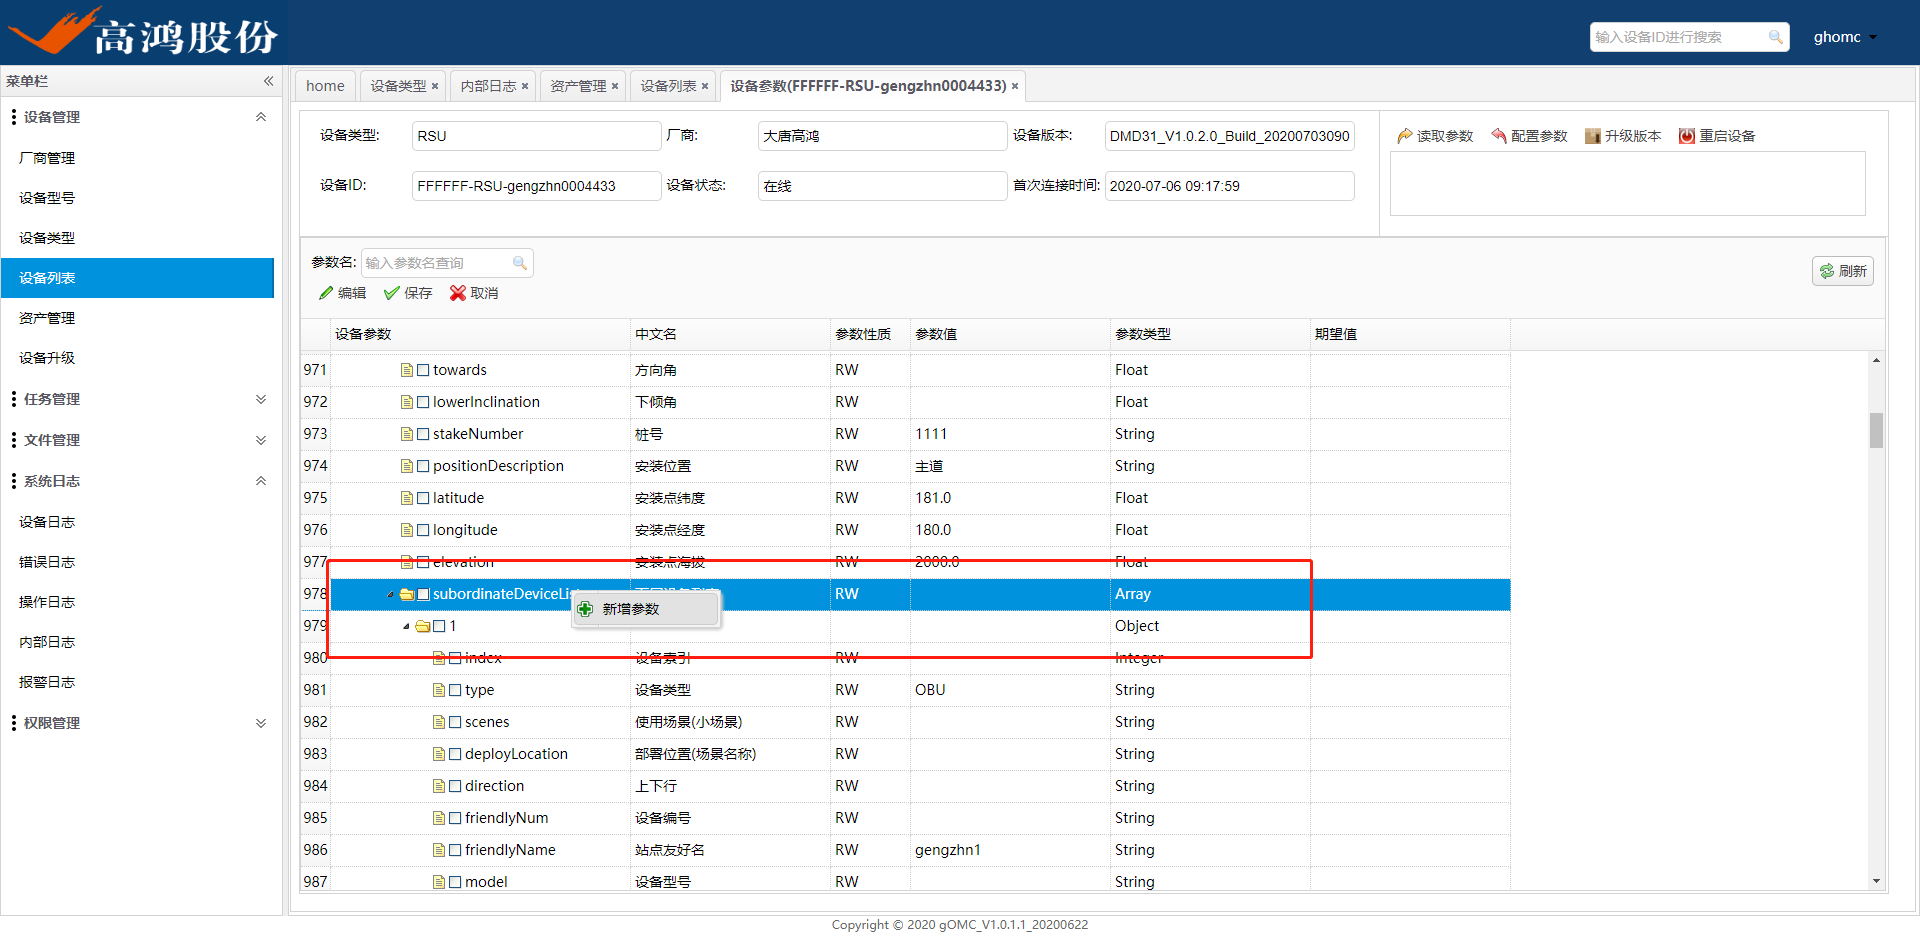 高鸿股份
输入设备ID进行搜索
ghomc
菜单栏
设备管理
厂商管理
设备型号
设备类型
设备列表
资产管理
设备升级
任务管理
文件管理
系统日志
设备日志
错误日志
操作日志
内部日志
报警日志
权限管理
home 设备类型 内部日志 资产管理 设备列表 设备参数(FFFFFF-RSU-gengzhn0004433)
设备类型: RSU 厂商: 大唐高鸿 设备版本: DMD31_V1.0.2.0_Build_20200703090
设备ID: FFFFFF-RSU-gengzhn0004433 设备状态: 在线 首次连接时间: 2020-07-06 09:17:59
读取参数 配置参数 升级版本 重启设备
参数名: 输入参数名查询
刷新
编辑 保存 取消
设备参数 中文名 参数性质 参数值 参数类型 期望值
971 towards 方向角 RW Float
972 lowerInclination 下倾角 RW Float
973 stakeNumber 桩号 RW 1111 String
974 positionDescription 安装位置 RW 主道 String
975 latitude 安装点纬度 RW 181.0 Float
976 longitude 安装点经度 RW 180.0 Float
977 elevation 安装点海拔 RW 2000.0 Float
978 subordinateDeviceLis RW Array
新增参数
979 1 Object
980 index 设备索引 RW Integer
981 type 设备类型 RW OBU String
982 scenes 使用场景(小场景) RW String
983 deployLocation 部署位置(场景名称) RW String
984 direction 上下行 RW String
985 friendlyNum 设备编号 RW String
986 friendlyName 站点友好名 RW gengzhn1 String
987 model 设备型号 RW String
Copyright © 2020 gOMC_V1.0.1.1_20200622